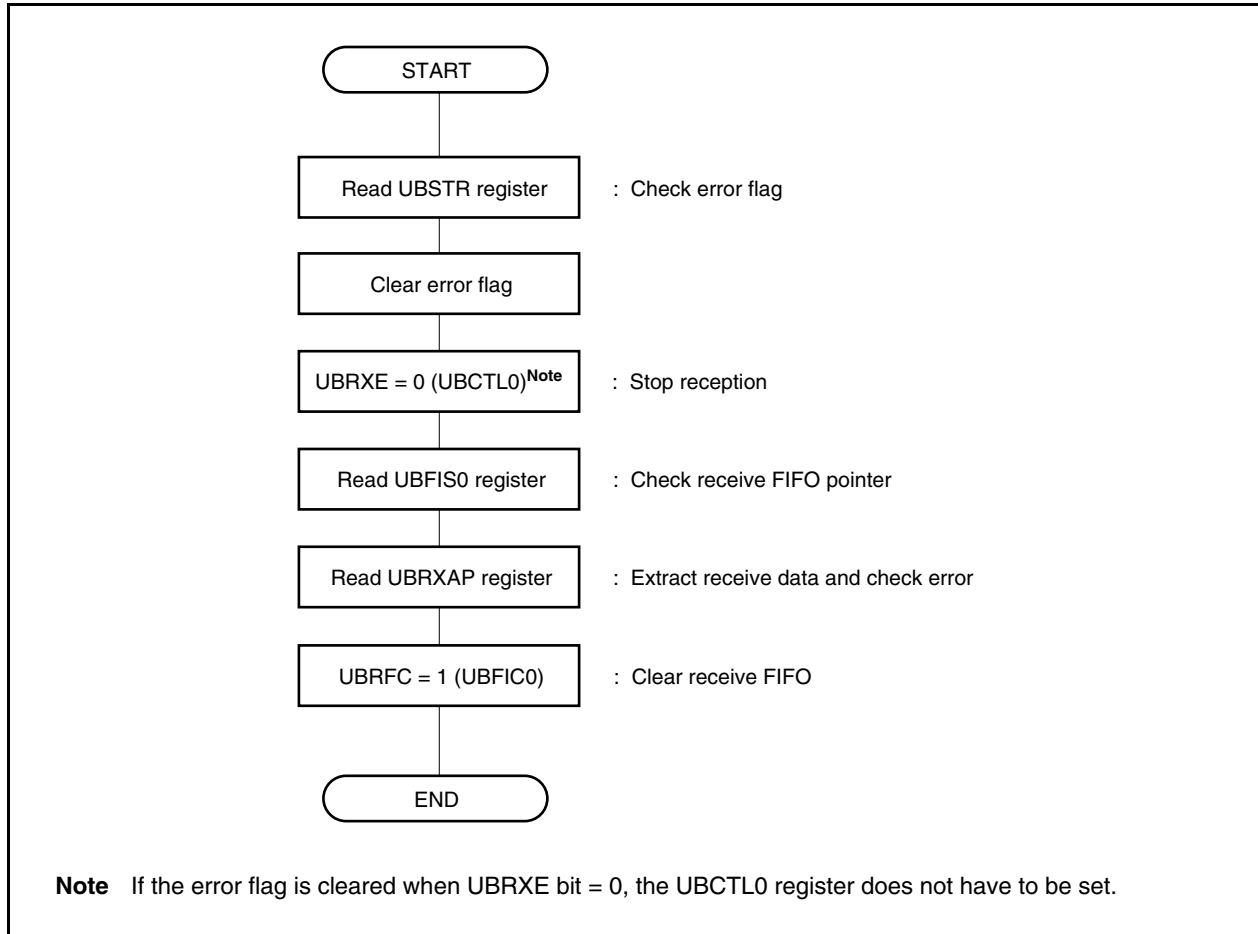 START
Read UBSTR register : Check error flag
Clear error flag
UBRXE = 0 (UBCTL0)Note : Stop reception
Read UBFIS0 register : Check receive FIFO pointer
Read UBRXAP register : Extract receive data and check error
UBRFC = 1 (UBFIC0) : Clear receive FIFO
END
Note If the error flag is cleared when UBRXE bit = 0, the UBCTL0 register does not have to be set.